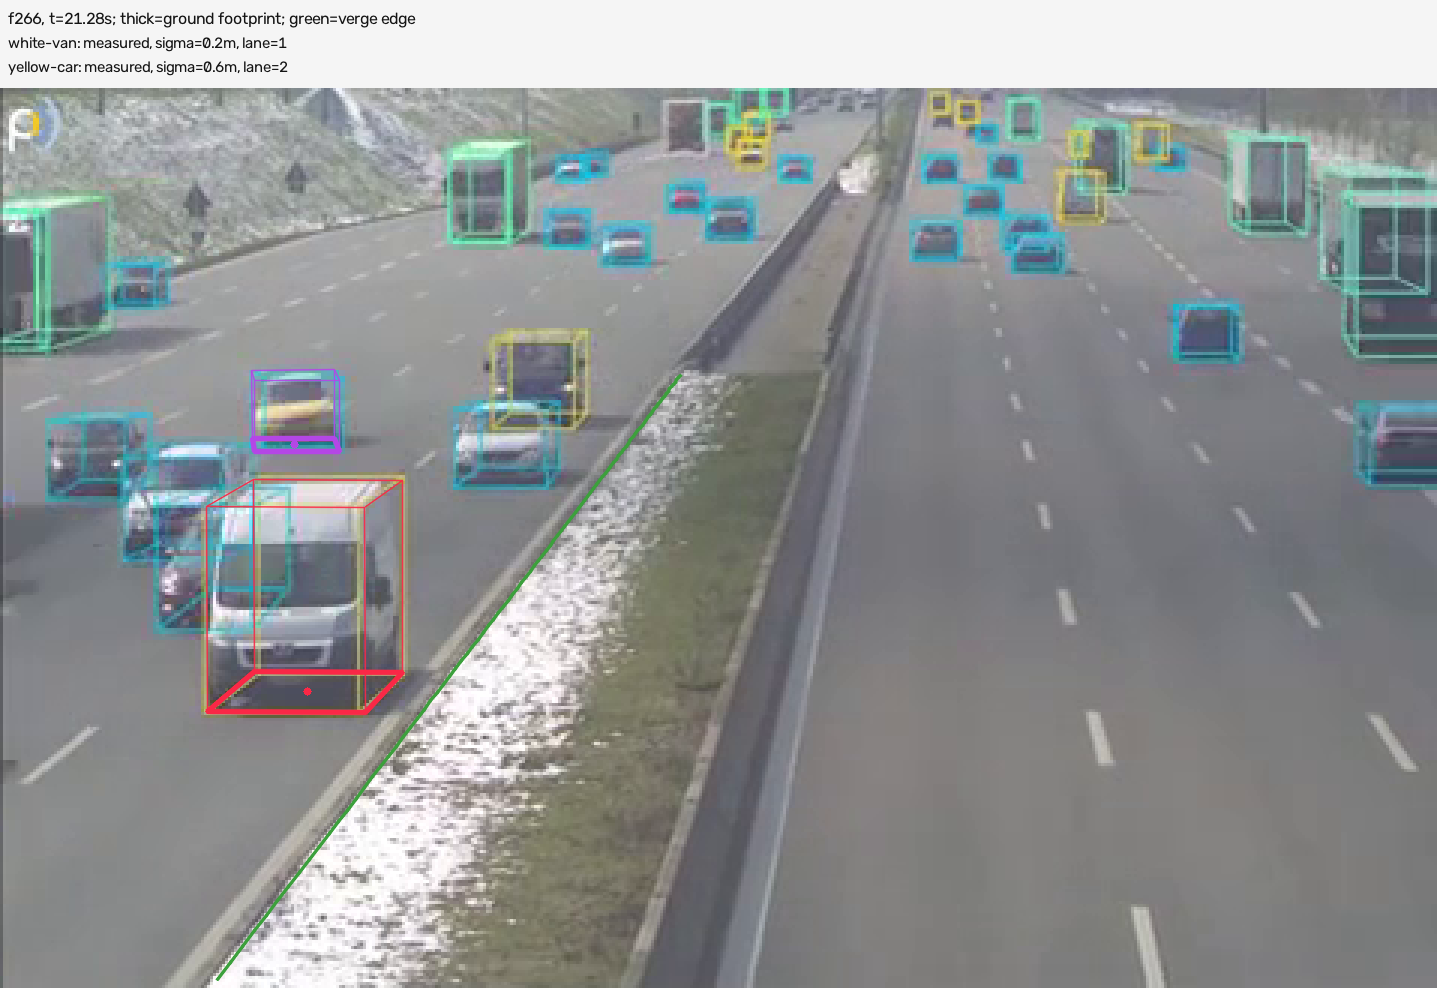 f266, t=21.28s; thick=ground footprint; green=verge edge
white-van: measured, sigma=0.2m, lane=1
yellow-car: measured, sigma=0.6m, lane=2